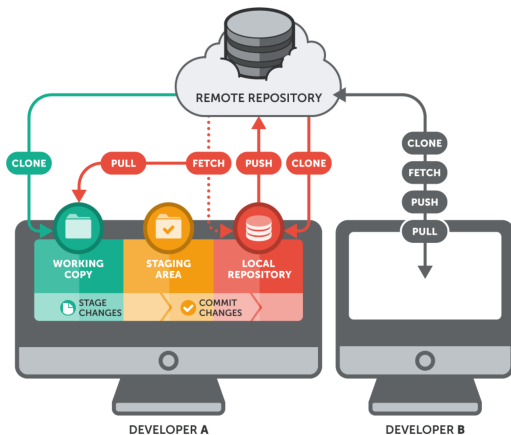 REMOTE REPOSITORY
CLONE
PULL
FETCH
PUSH
CLONE
CLONE
FETCH
PUSH
PULL
WORKING
COPY
STAGING
AREA
LOCAL
REPOSITORY
STAGE
CHANGES
COMMIT
CHANGES
DEVELOPER A
DEVELOPER B